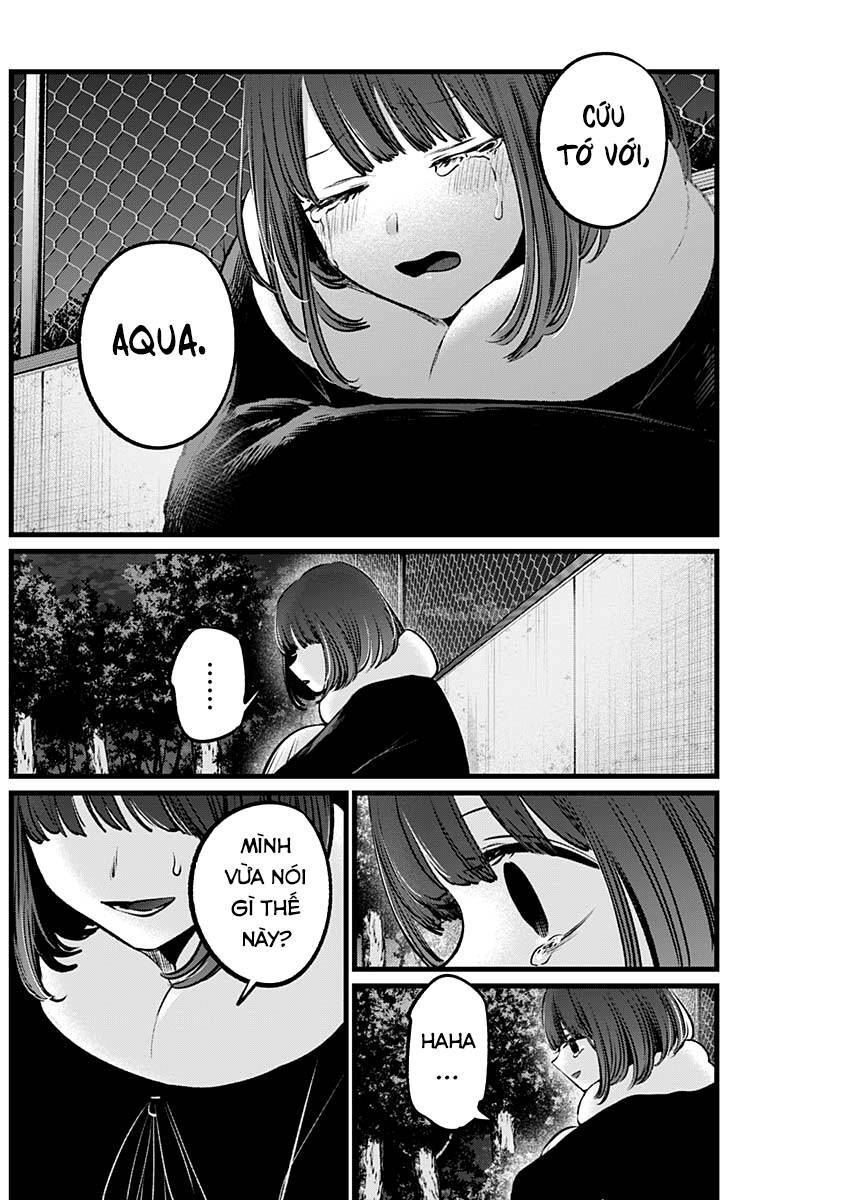 CỨU
TỚ VỚI,
AQUA.
......
HAHA
...
MÌNH
VỪA NÓI
GÌ THẾ
NÀY?